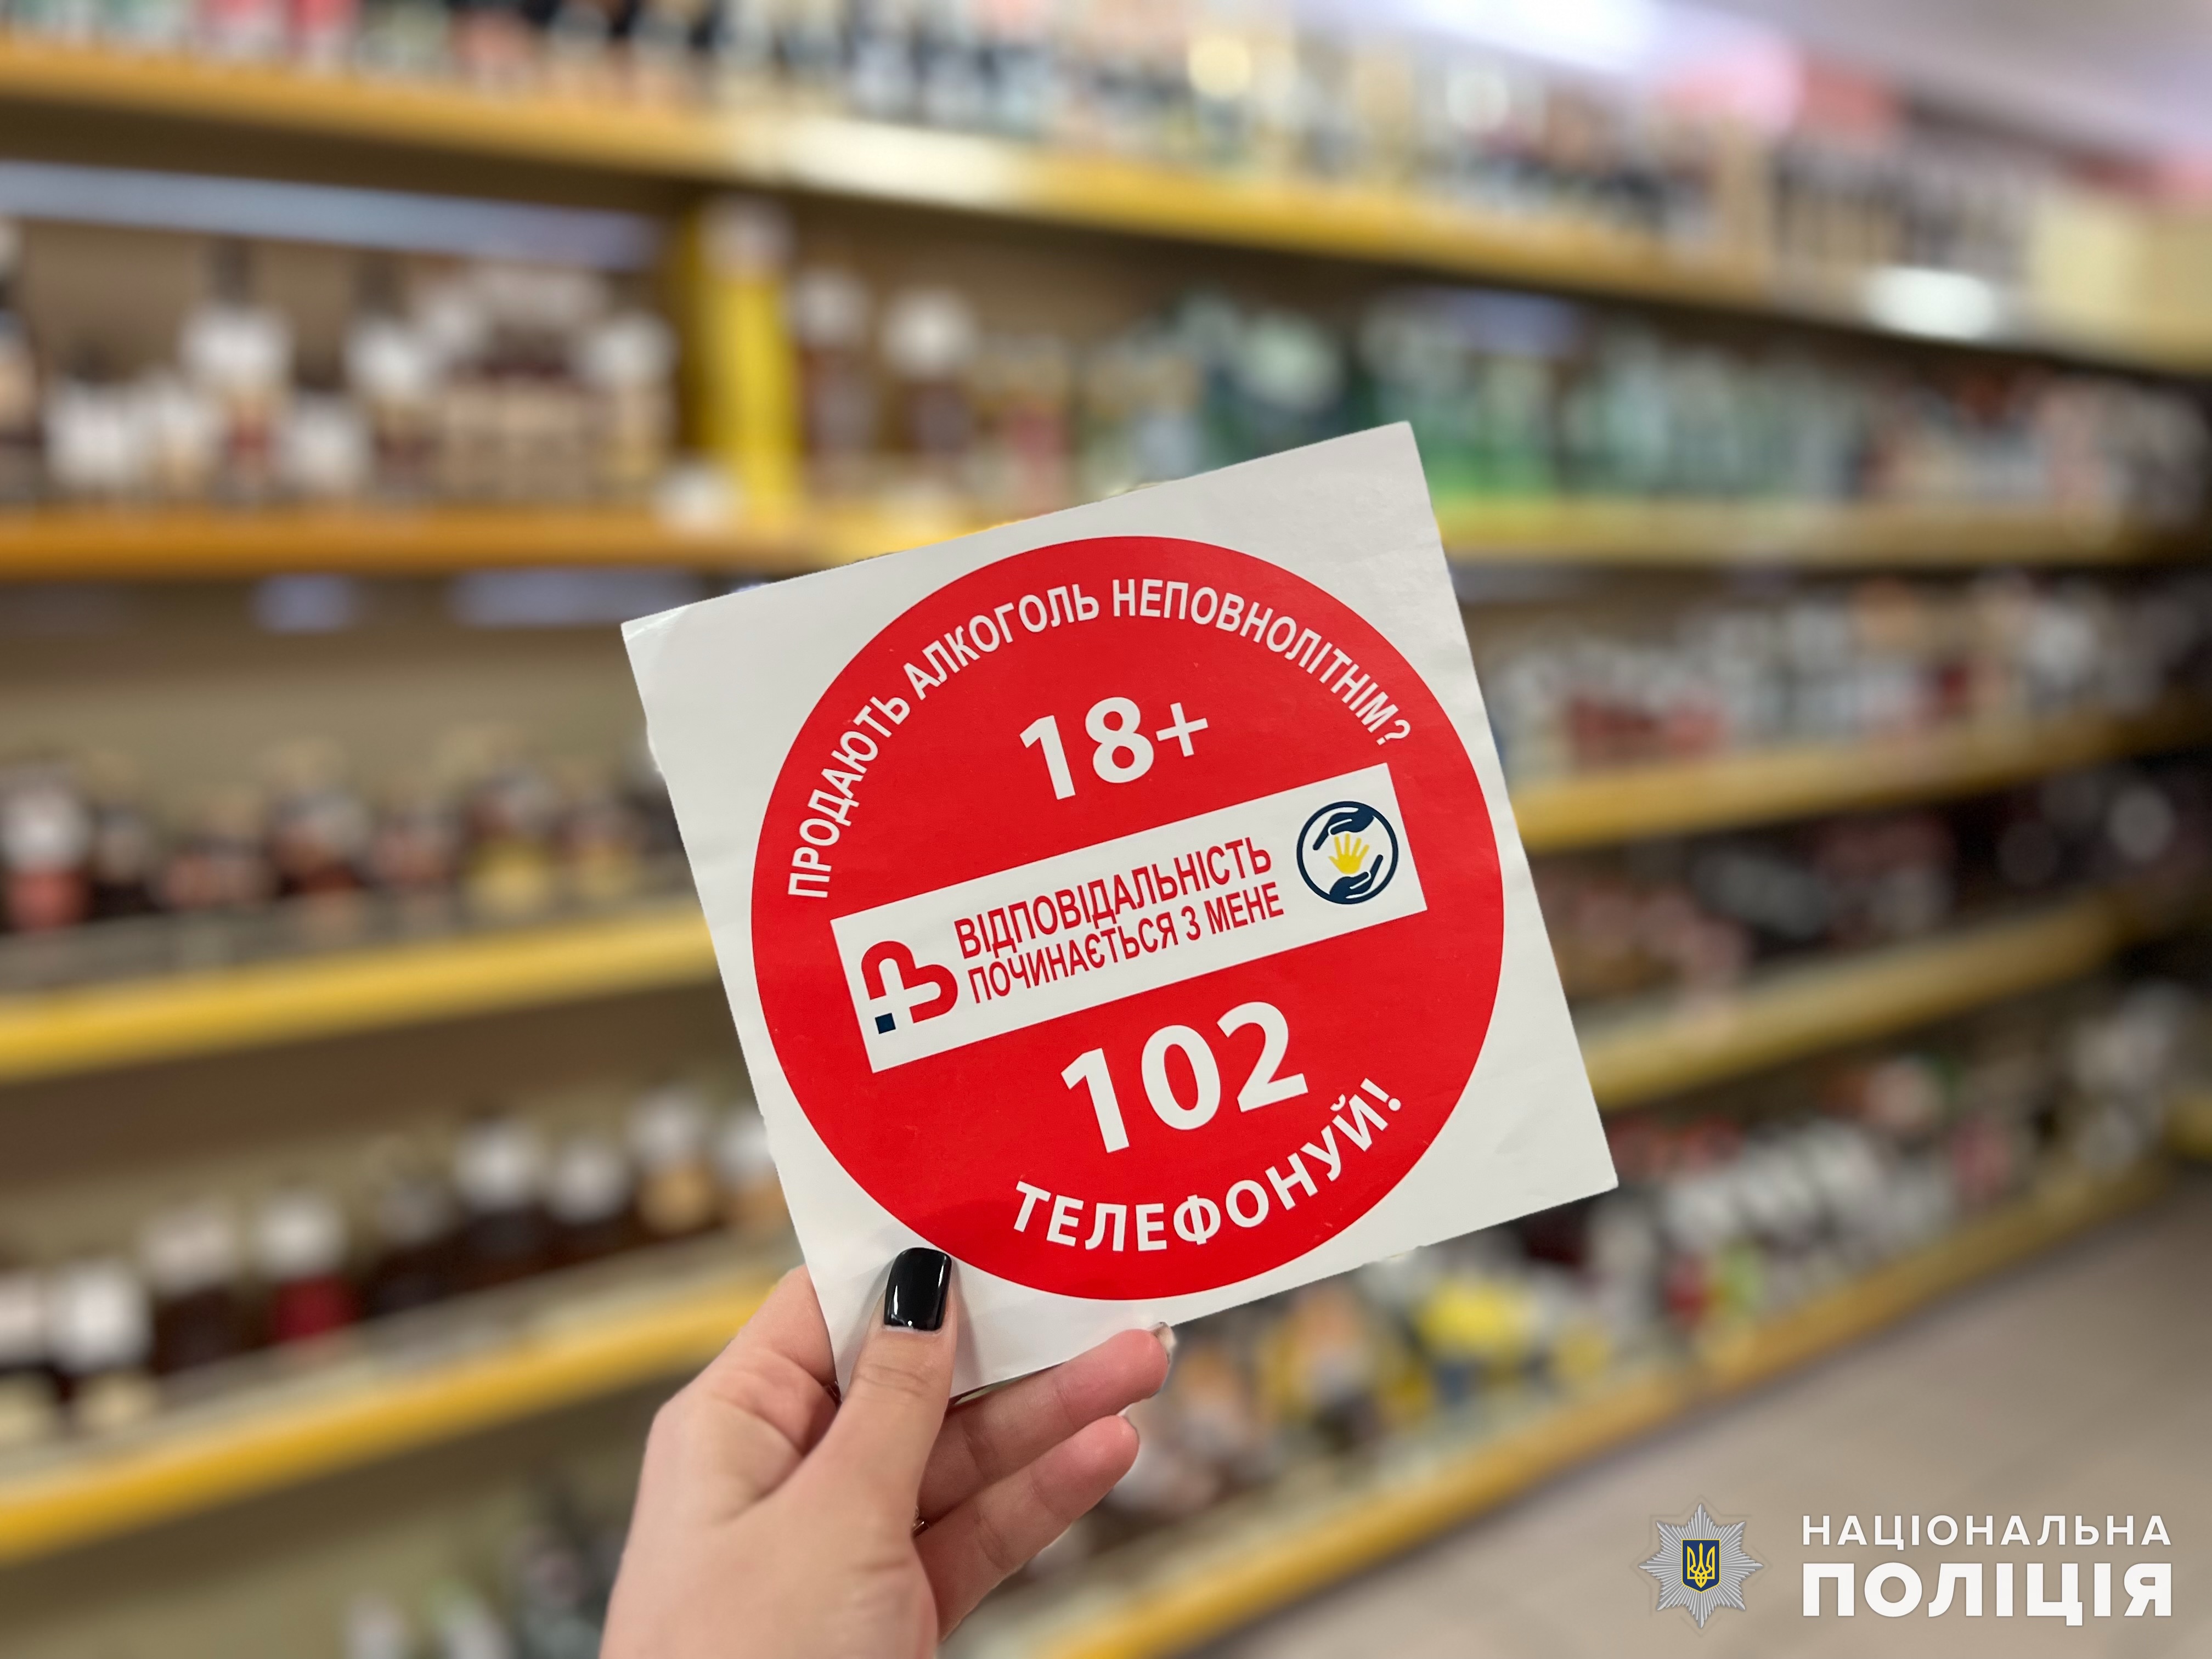 ПРОДАЮТЬ АЛКОГОЛЬ НЕПОВНОЛІТНІМ?
18+
ВІДПОВІДАЛЬНІСТЬ
ПОЧИНАЄТЬСЯ З МЕНЕ
102
ТЕЛЕФОНУЙ!
НАЦІОНАЛЬНА
ПОЛІЦІЯ